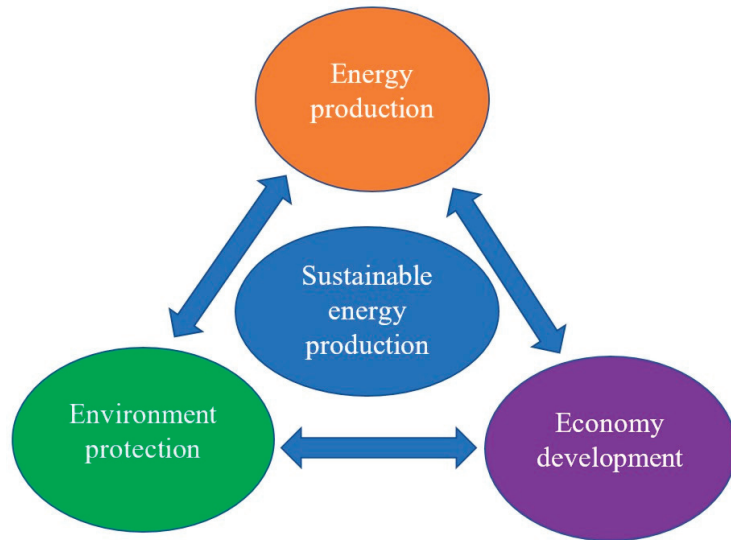 Energy
production
Sustainable
energy
production
Environment
protection
Economy
development